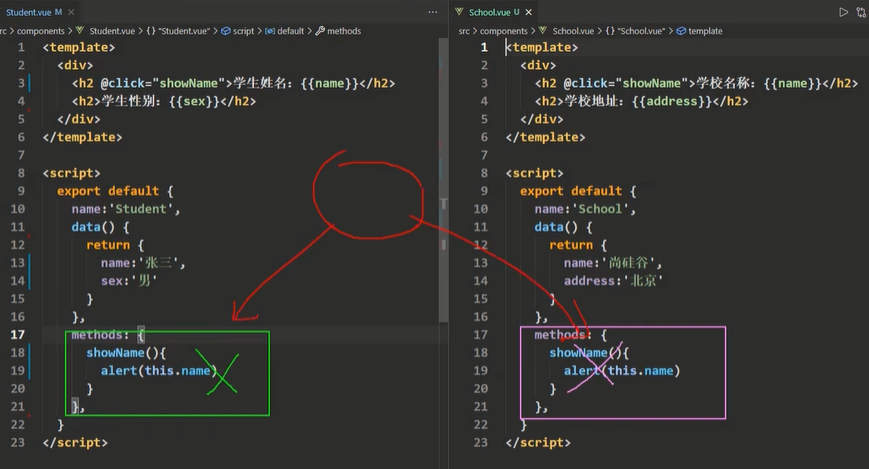 Student.vue M
src > components > Student.vue > {} "Student.vue" > script > default > methods
1 <template>
2 <div>
3 <h2 @click="showName">学生姓名：{{name}}</h2>
4 <h2>学生性别：{{sex}}</h2>
5 </div>
6 </template>
7
8 <script>
9 export default {
10 name:'Student',
11 data() {
12 return {
13 name:'张三',
14 sex:'男'
15 }
16 },
17 methods: {
18 showName(){
19 alert(this.name)
20 }
21 },
22 }
23 </script>
School.vue U
src > components > School.vue > {} "School.vue" > template
1 <template>
2 <div>
3 <h2 @click="showName">学校名称：{{name}}</h2>
4 <h2>学校地址：{{address}}</h2>
5 </div>
6 </template>
7
8 <script>
9 export default {
10 name:'School',
11 data() {
12 return {
13 name:'尚硅谷',
14 address:'北京'
15 }
16 },
17 methods: {
18 showName(){
19 alert(this.name)
20 }
21 },
22 }
23 </script>